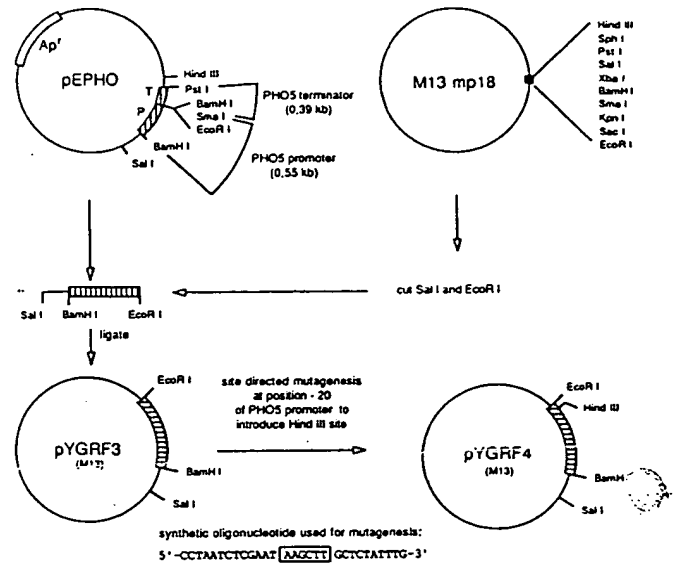 Apʳ
pEPHO
Hind III
T
Pst I
P
BamH I
Sma I
EcoR I
BamH I
Sal I
PHO5 terminator
(0,39 kb)
PHO5 promoter
(0,55 kb)
M13 mp18
Hind III
Sph I
Pst I
Sal I
Xba I
BamH I
Sma I
Kpn I
Sac I
EcoR I
cut Sal I and EcoR I
Sal I BamH I EcoR I
ligate
EcoR I
pYGRF3
(M13)
BamH I
Sal I
site directed mutagenesis
at position - 20
of PHO5 promoter to
introduce Hind III site
EcoR I
Hind III
pYGRF4
(M13)
BamH
Sal I
synthetic oligonucleotide used for mutagenesis:
5'-CCTAATCTCGAAT AAGCTT GCTCTATTTG-3'